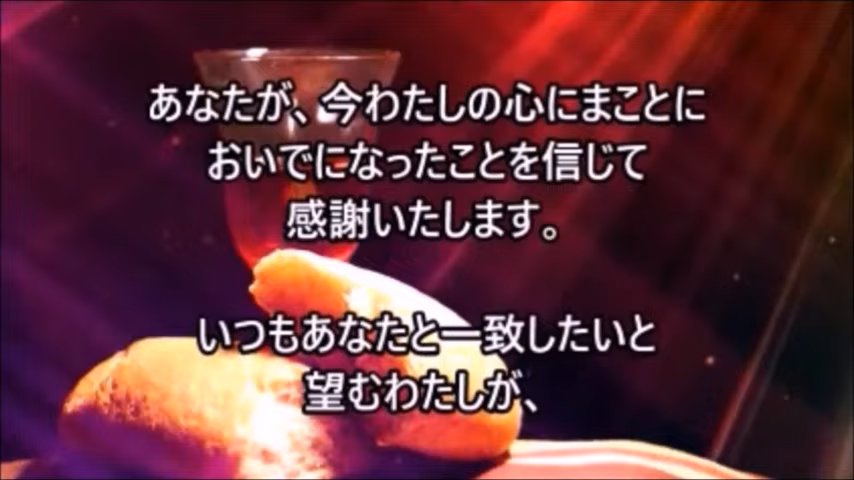 あなたが、今わたしの心にまことに
おいでになったことを信じて
感謝いたします。
いつもあなたと一致したいと
望むわたしが、